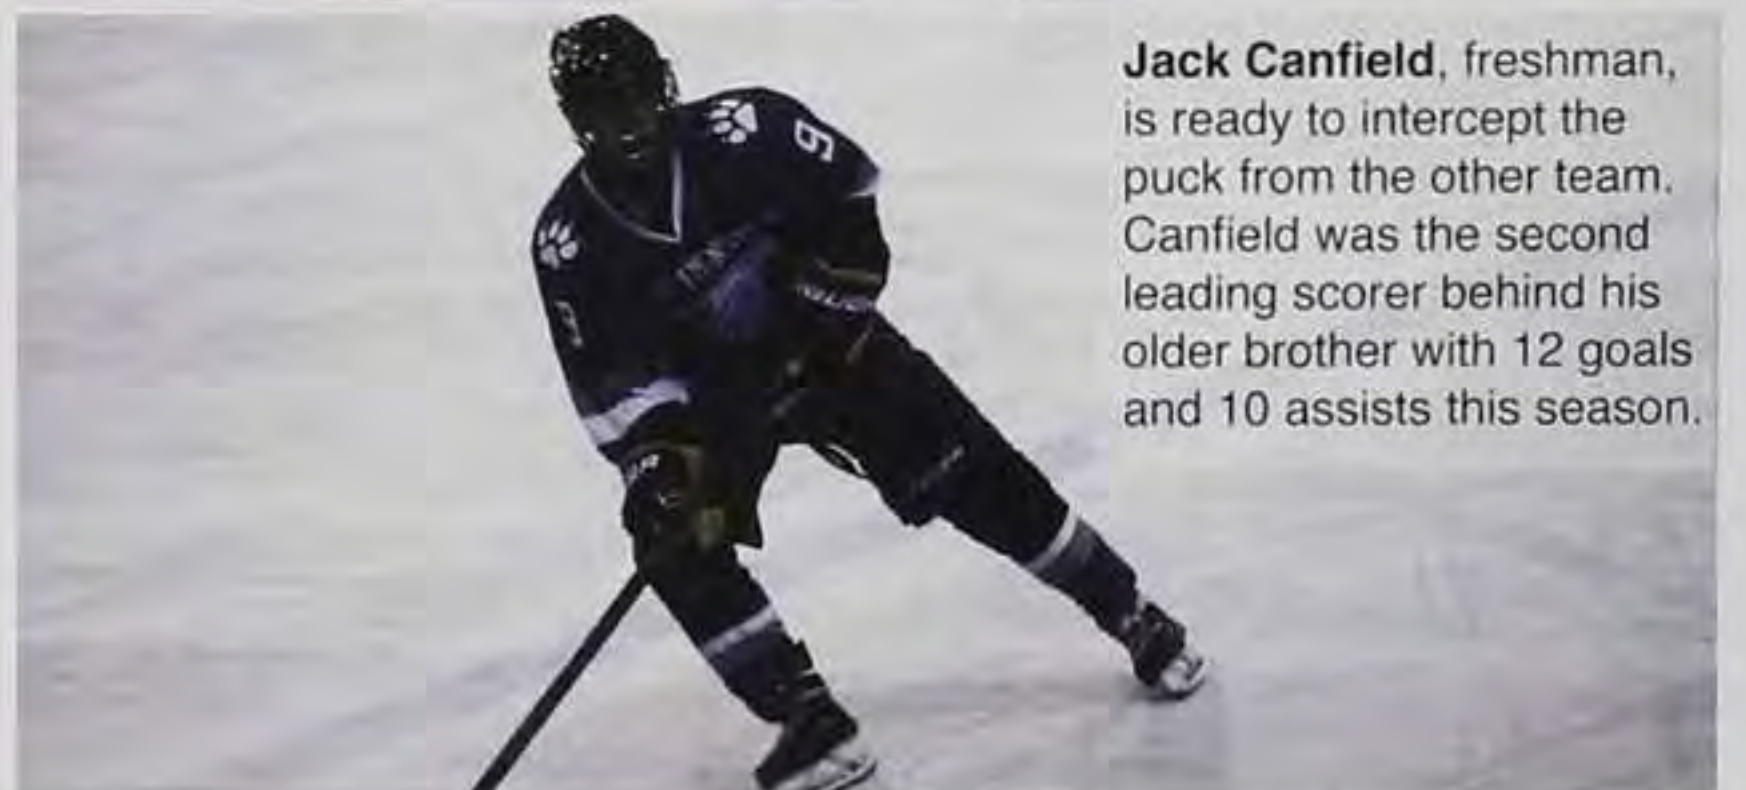 Jack Canfield, freshman,
is ready to intercept the
puck from the other team.
Canfield was the second
leading scorer behind his
older brother with 12 goals
and 10 assists this season.
9